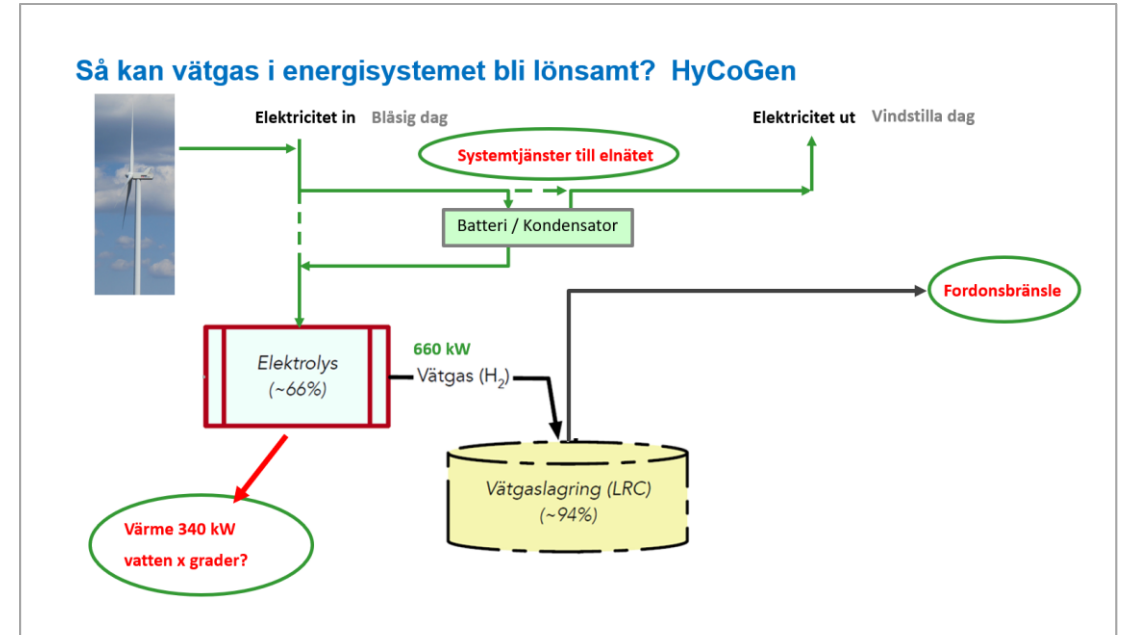 Så kan vätgas i energisystemet bli lönsamt? HyCoGen
Elektricitet in Blåsig dag
Elektricitet ut Vindstilla dag
Systemtjänster till elnätet
Batteri / Kondensator
Fordonsbränsle
Elektrolys
(~66%)
660 kW
Vätgas (H₂)
Vätgaslagring (LRC)
(~94%)
Värme 340 kW
vatten x grader?